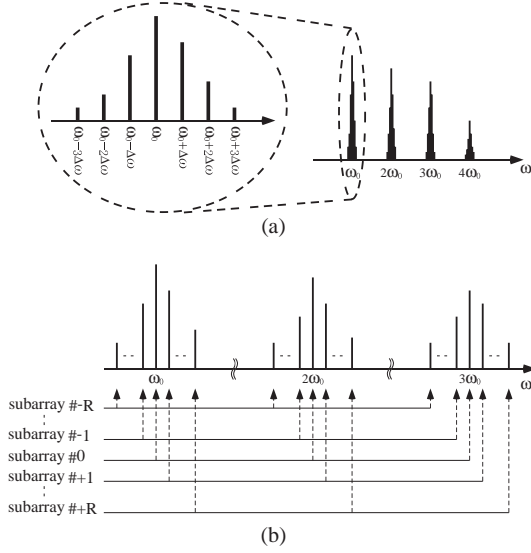 ω₀−3Δω
ω₀−2Δω
ω₀−Δω
ω₀
ω₀+Δω
ω₀+2Δω
ω₀+3Δω
ω₀ 2ω₀ 3ω₀ 4ω₀ ω
(a)
ω₀ 2ω₀ 3ω₀ ω
subarray #-R
subarray #-1
subarray #0
subarray #+1
subarray #+R
(b)